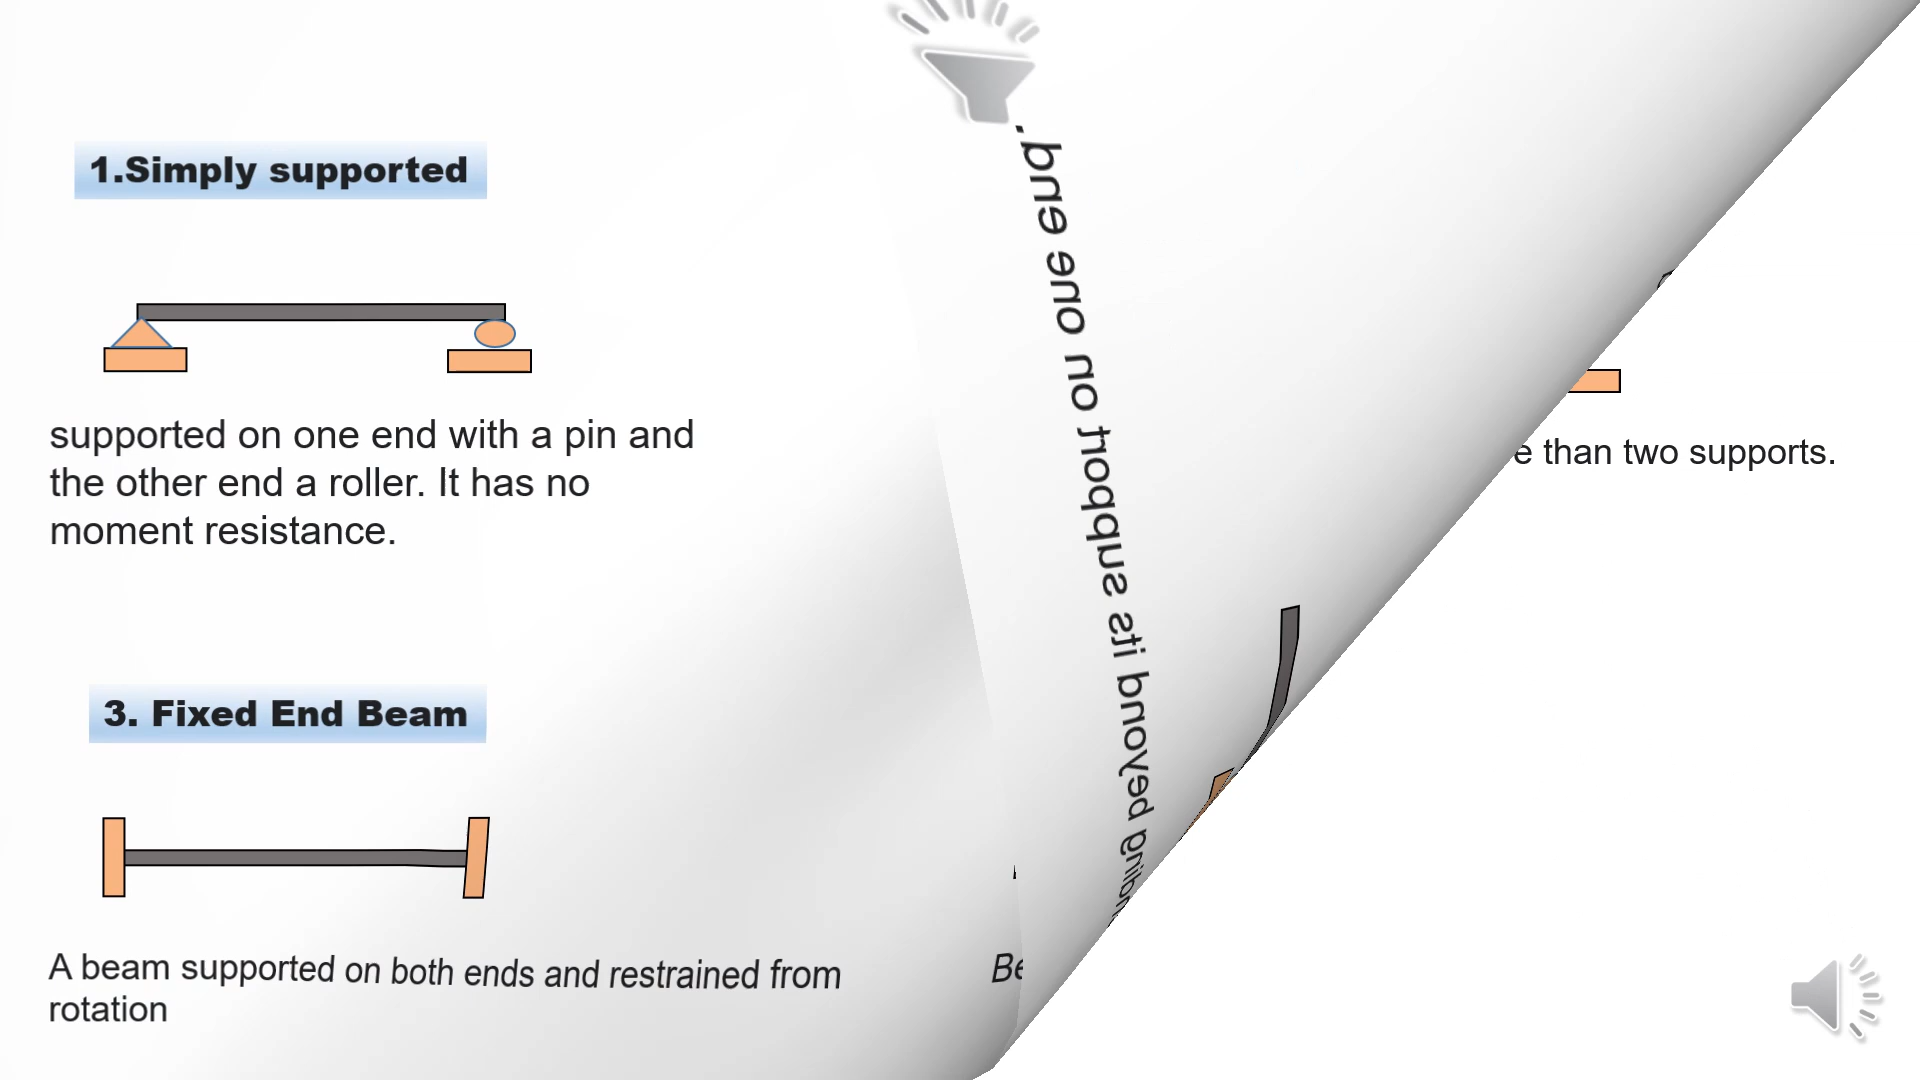 1.Simply supported
supported on one end with a pin and
the other end a roller. It has no
moment resistance.
3. Fixed End Beam
A beam supported on both ends and restrained from
rotation
beyond its support on one end.
than two supports.